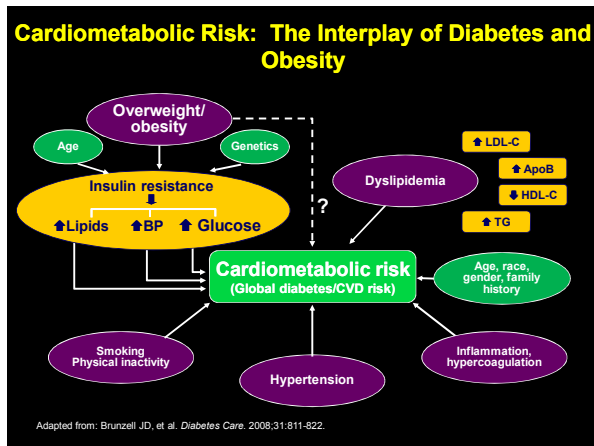 Cardiometabolic Risk:  The Interplay of Diabetes and
Obesity
Overweight/
obesity
Age
Genetics
Insulin resistance
Lipids
BP
Glucose
?
Dyslipidemia
LDL-C
ApoB
HDL-C
TG
Cardiometabolic risk
(Global diabetes/CVD risk)
Age, race,
gender, family
history
Smoking
Physical inactivity
Hypertension
Inflammation,
hypercoagulation
Adapted from: Brunzell JD, et al. Diabetes Care. 2008;31:811-822.